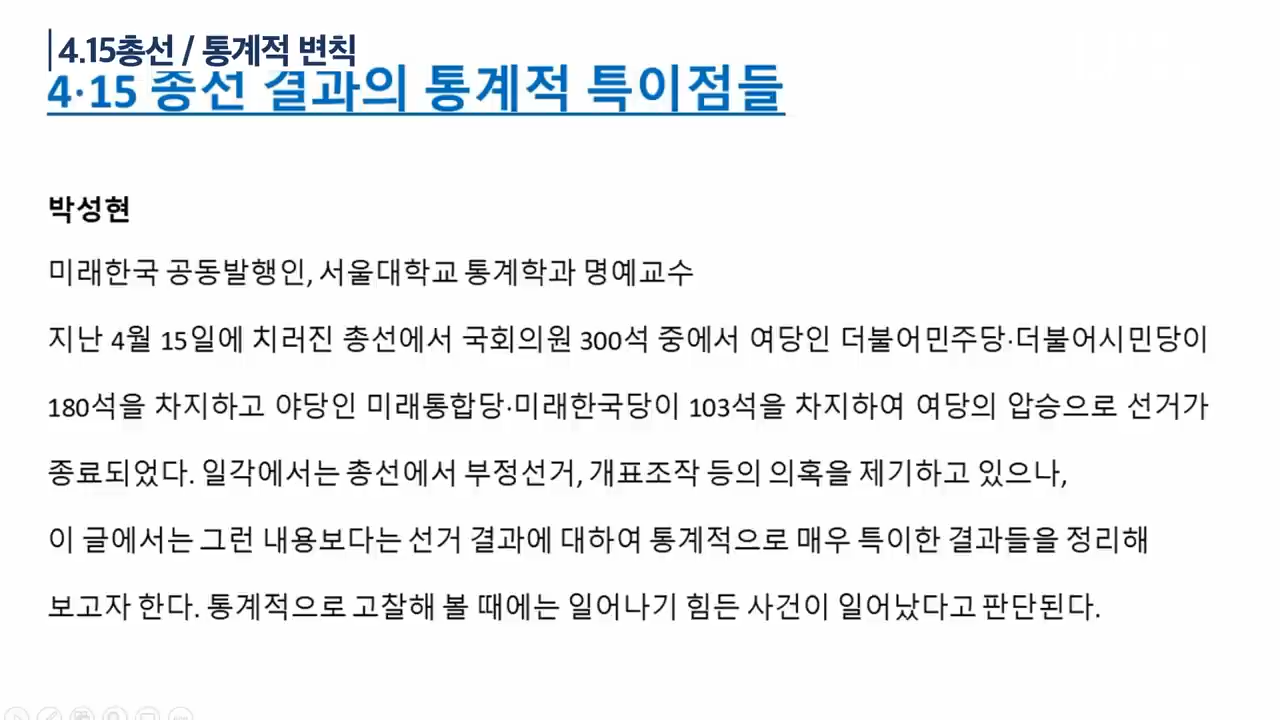 4.15총선 / 통계적 변칙
4·15 총선 결과의 통계적 특이점들
박성현
미래한국 공동발행인, 서울대학교 통계학과 명예교수
지난 4월 15일에 치러진 총선에서 국회의원 300석 중에서 여당인 더불어민주당·더불어시민당이
180석을 차지하고 야당인 미래통합당·미래한국당이 103석을 차지하여 여당의 압승으로 선거가
종료되었다. 일각에서는 총선에서 부정선거, 개표조작 등의 의혹을 제기하고 있으나,
이 글에서는 그런 내용보다는 선거 결과에 대하여 통계적으로 매우 특이한 결과들을 정리해
보고자 한다. 통계적으로 고찰해 볼 때에는 일어나기 힘든 사건이 일어났다고 판단된다.